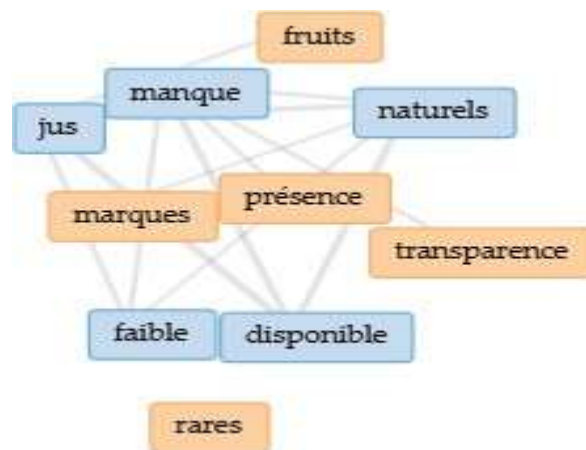 fruits
manque
jus
naturels
présence
marques
transparence
faible
disponible
rares